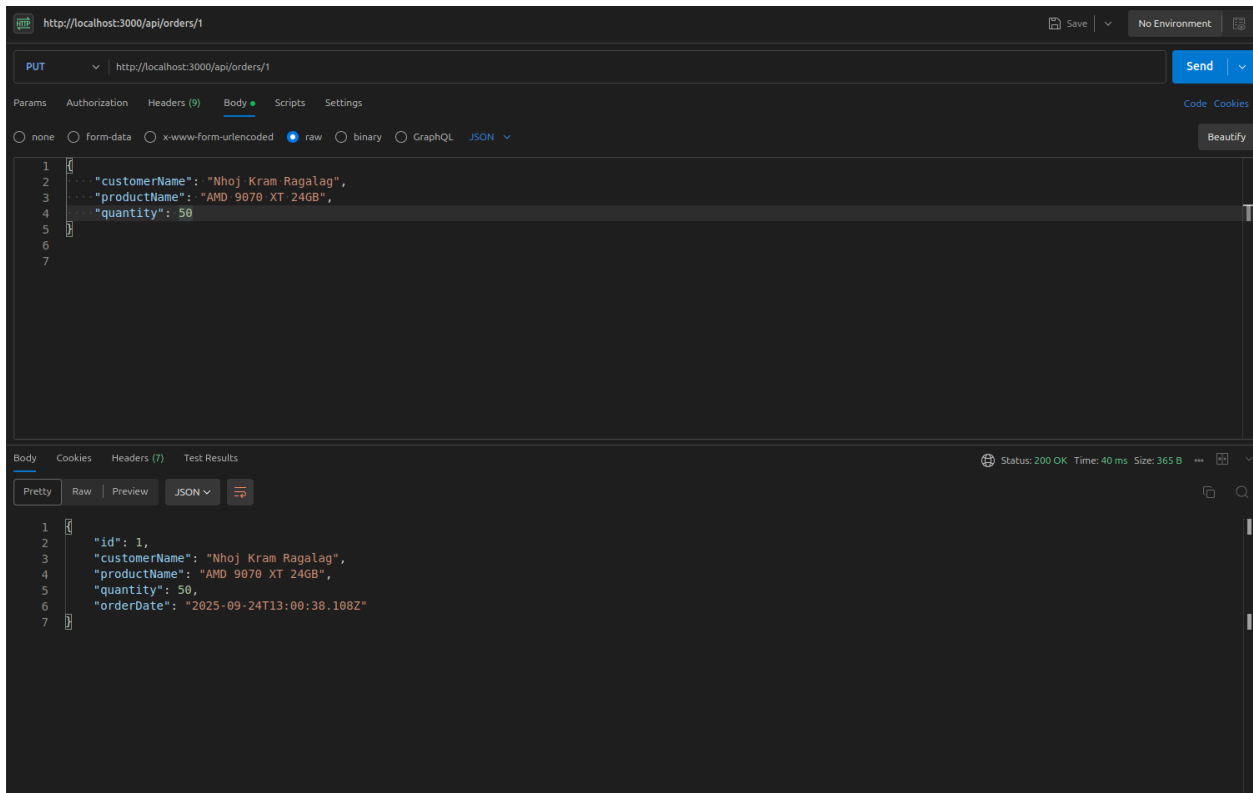 HTTP http://localhost:3000/api/orders/1 Save No Environment
PUT http://localhost:3000/api/orders/1 Send
Params Authorization Headers (9) Body Scripts Settings Code Cookies
none form-data x-www-form-urlencoded raw binary GraphQL JSON Beautify
1 {
2 ····"customerName":·"Nhoj·Kram·Ragalag",
3 ····"productName":·"AMD·9070·XT·24GB",
4 ····"quantity":·50
5 }
6
7
Body Cookies Headers (7) Test Results Status: 200 OK Time: 40 ms Size: 365 B
Pretty Raw Preview JSON
1 {
2 "id": 1,
3 "customerName": "Nhoj Kram Ragalag",
4 "productName": "AMD 9070 XT 24GB",
5 "quantity": 50,
6 "orderDate": "2025-09-24T13:00:38.108Z"
7 }